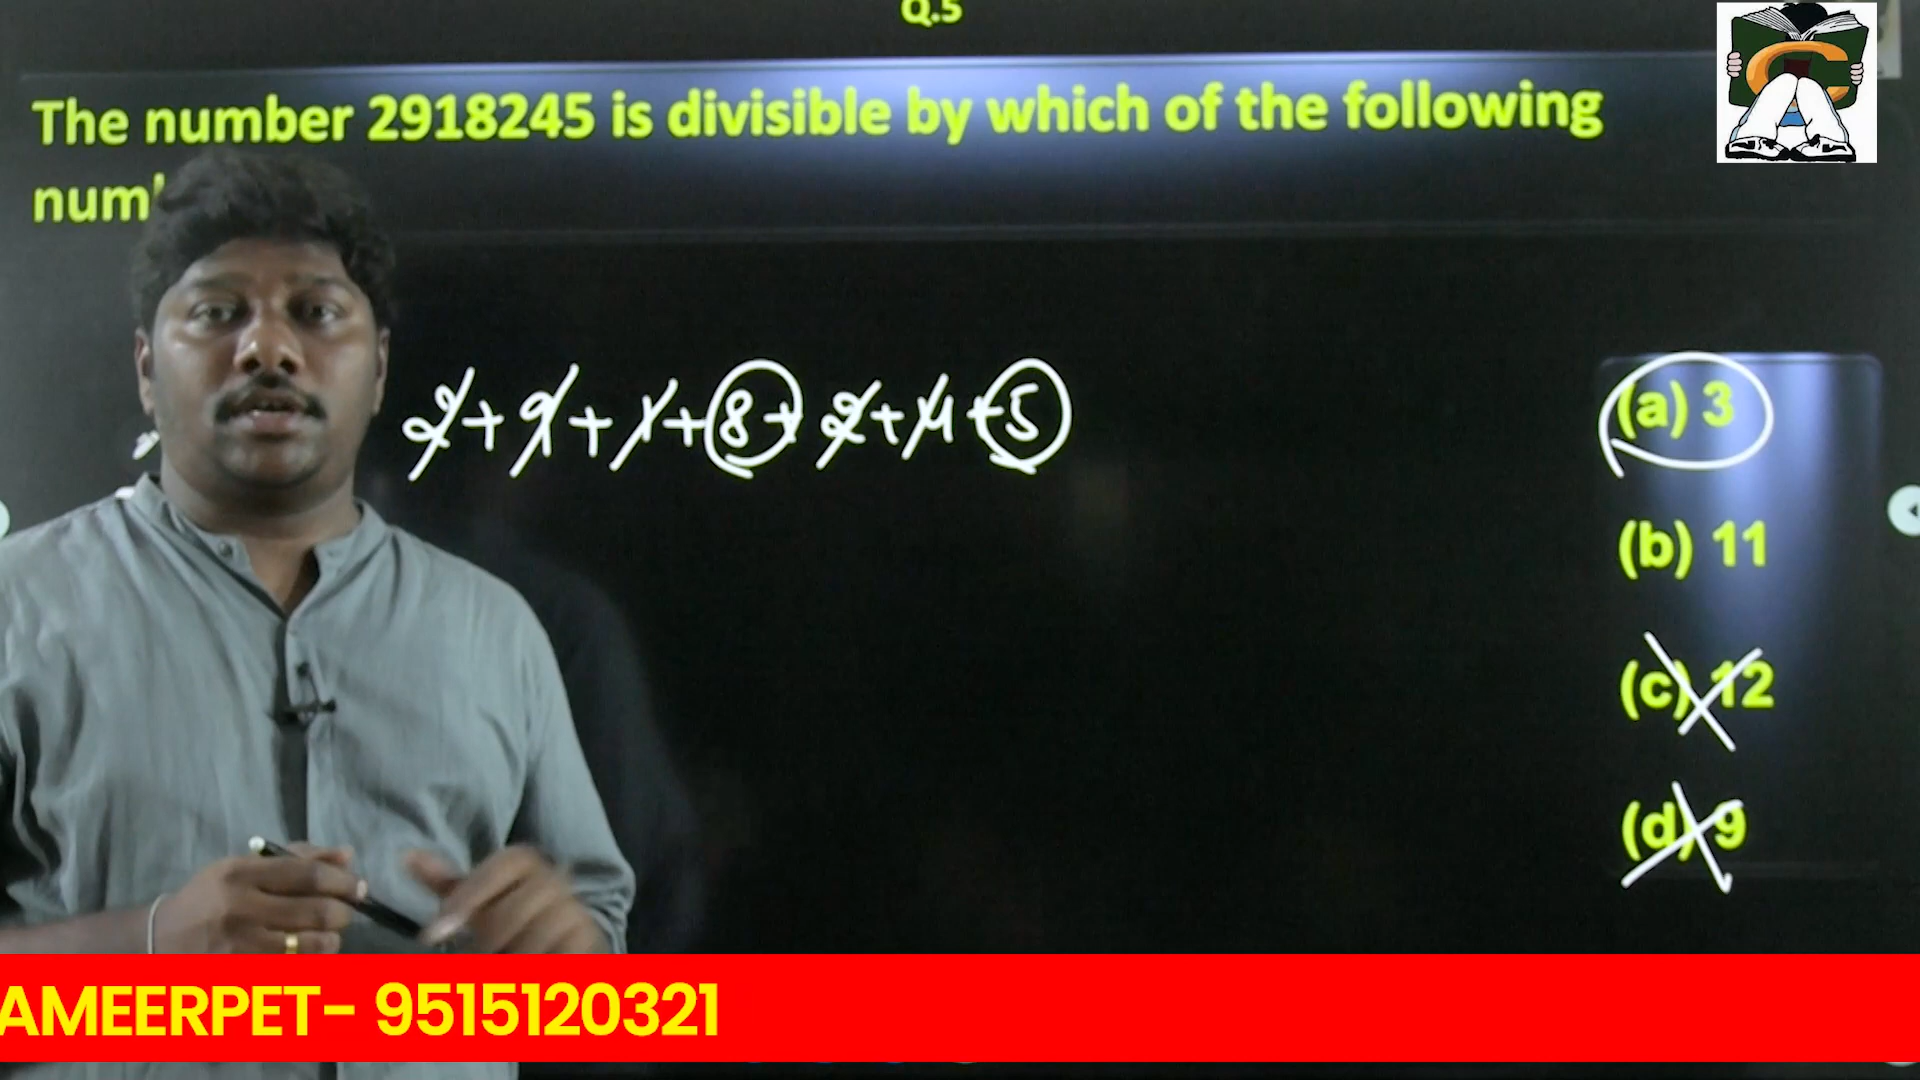 Q.5
The number 2918245 is divisible by which of the following
2+9+1+8+2+4+5
(a) 3
(b) 11
(c) 12
(d) 9
AMEERPET- 9515120321